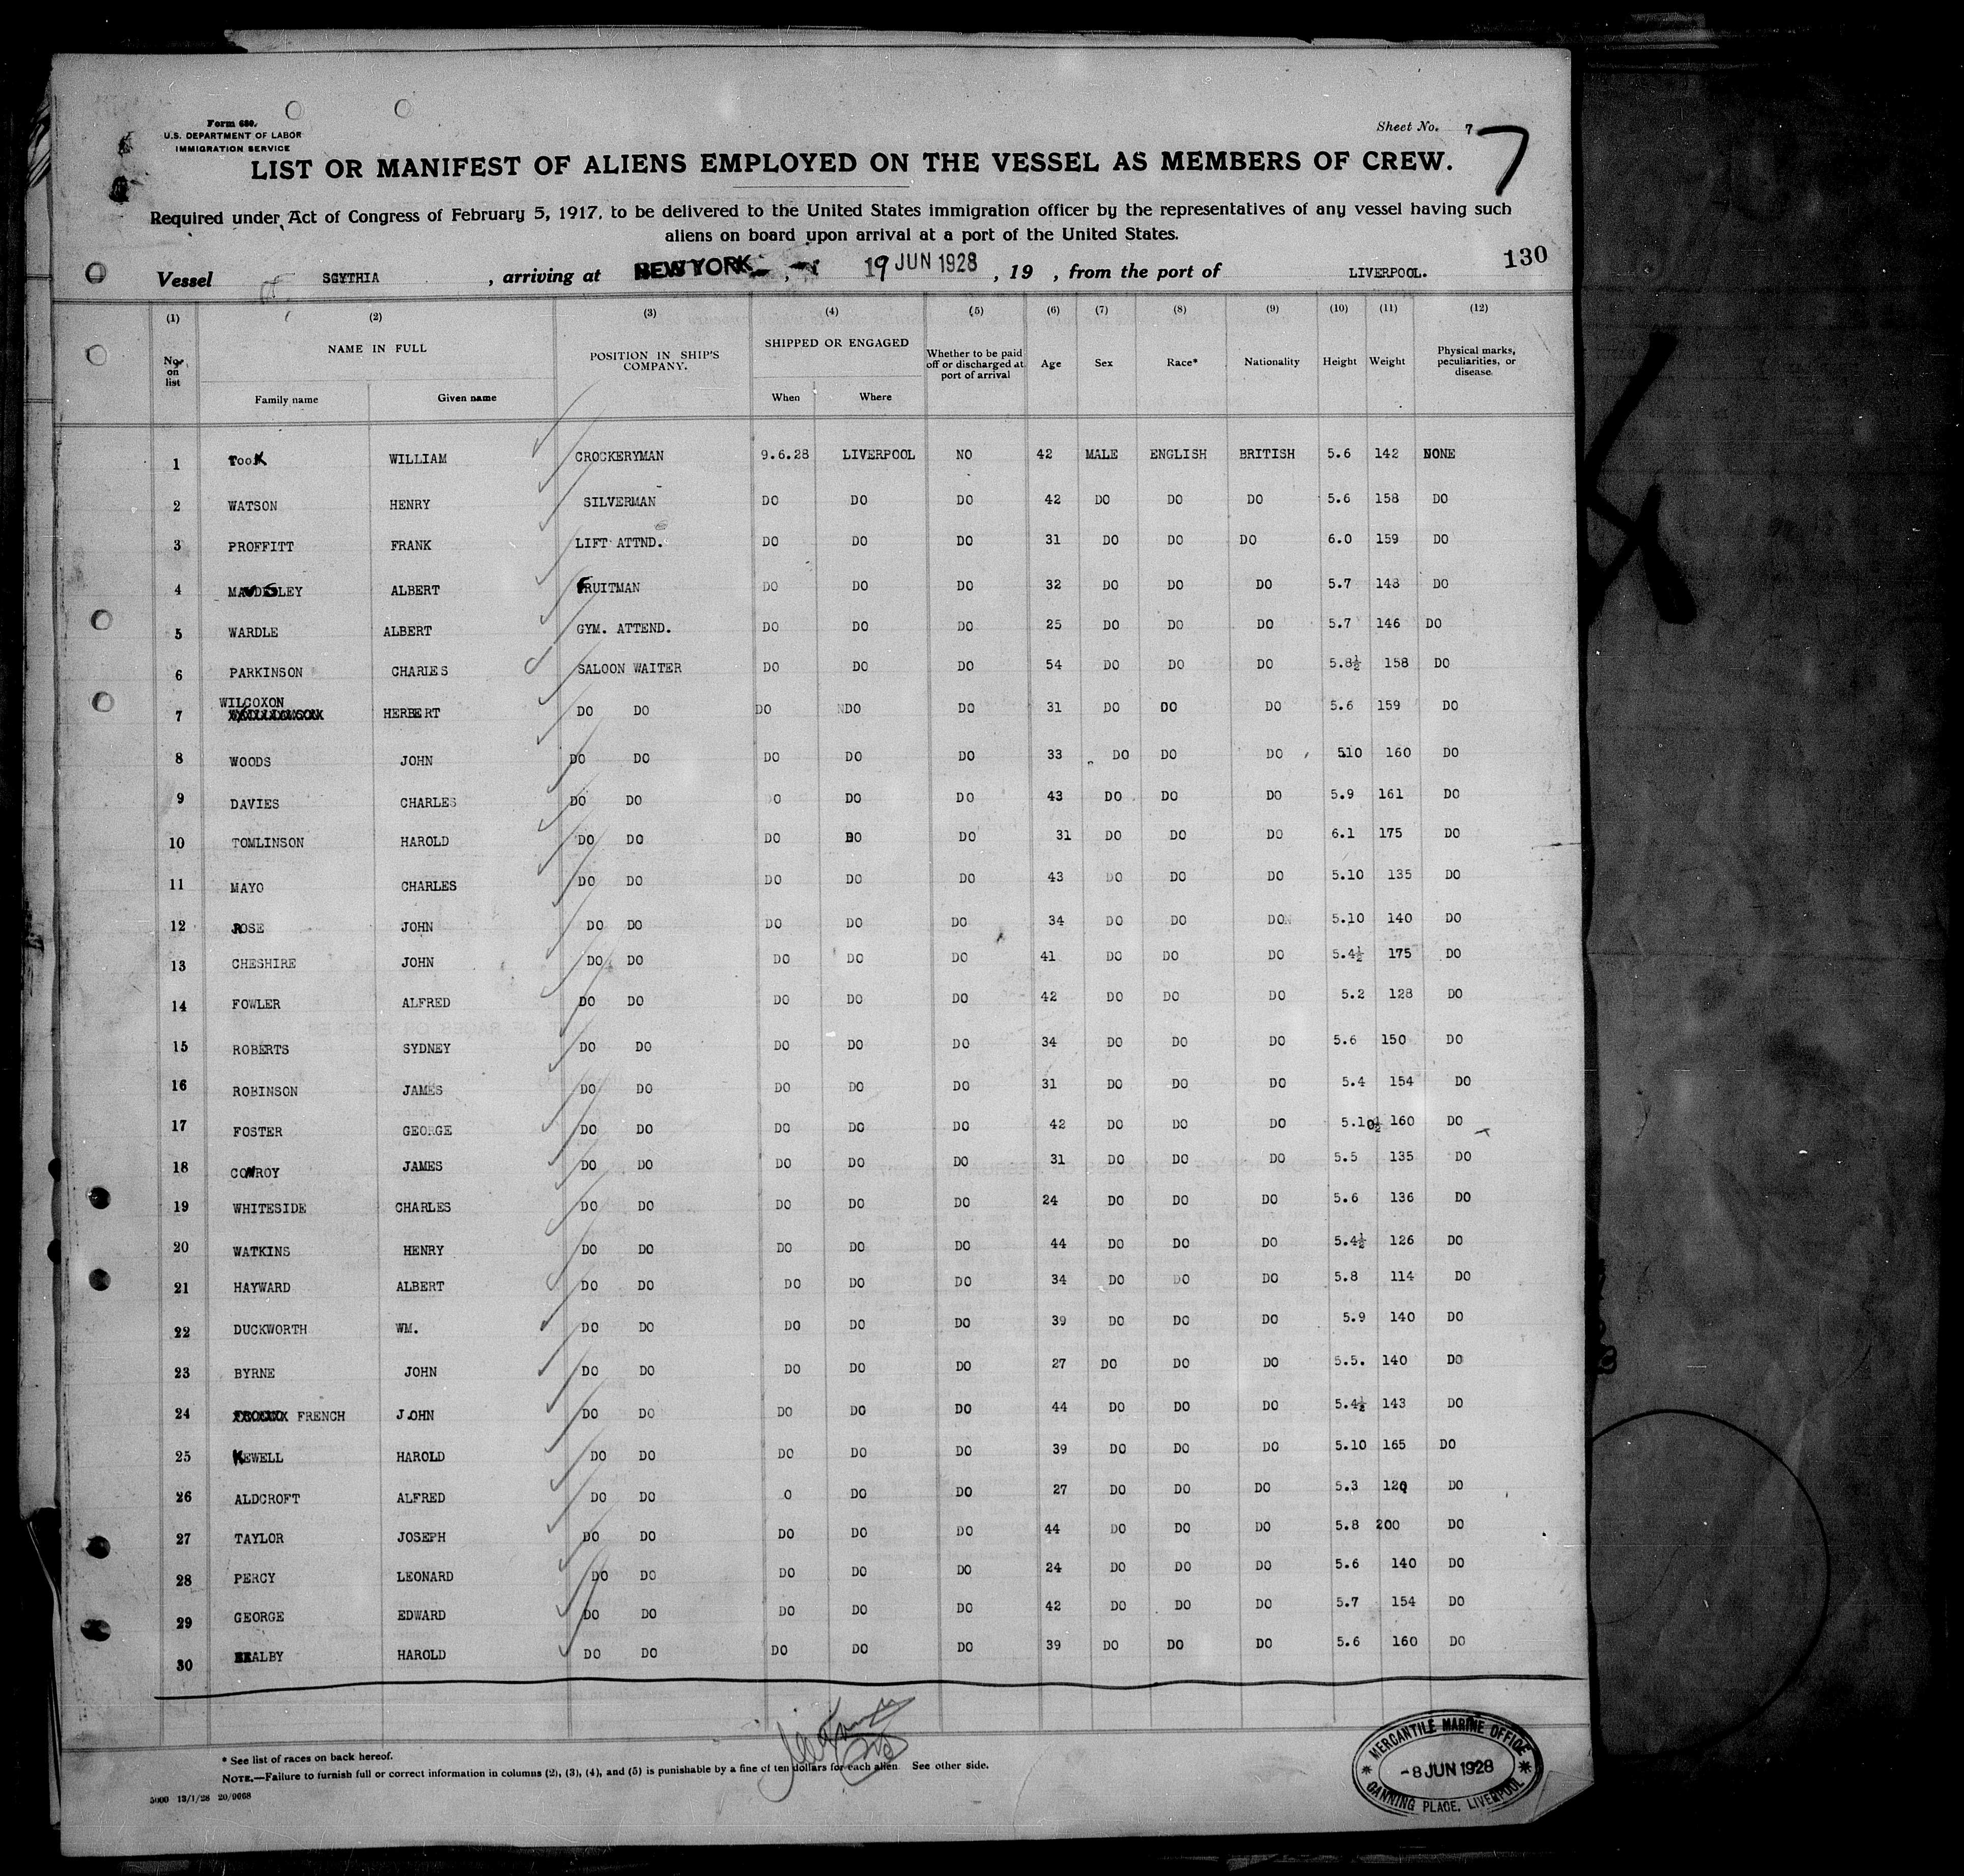 Form 680.
U.S. DEPARTMENT OF LABOR
IMMIGRATION SERVICE
Sheet No. 7
7
LIST OR MANIFEST OF ALIENS EMPLOYED ON THE VESSEL AS MEMBERS OF CREW.
Required under Act of Congress of February 5, 1917, to be delivered to the United States immigration officer by the representatives of any vessel having such
aliens on board upon arrival at a port of the United States.
130
Vessel SCYTHIA , arriving at NEW YORK , 19 JUN 1928 , 19 , from the port of LIVERPOOL.
(1) (2) (3) (4) (5) (6) (7) (8) (9) (10) (11) (12)
No. on list NAME IN FULL Family name Given name POSITION IN SHIP'S COMPANY. SHIPPED OR ENGAGED When Where Whether to be paid off or discharged at port of arrival Age Sex Race* Nationality Height Weight Physical marks, peculiarities, or disease.
1 TOOK WILLIAM CROCKERYMAN 9.6.28 LIVERPOOL NO 42 MALE ENGLISH BRITISH 5.6 142 NONE
2 WATSON HENRY SILVERMAN DO DO DO 42 DO DO DO 5.6 158 DO
3 PROFFITT FRANK LIFT ATTND. DO DO DO 31 DO DO DO 6.0 159 DO
4 MAWDSLEY ALBERT FRUITMAN DO DO DO 32 DO DO DO 5.7 148 DO
5 WARDLE ALBERT GYM. ATTEND. DO DO DO 25 DO DO DO 5.7 146 DO
6 PARKINSON CHARLES SALOON WAITER DO DO DO 54 DO DO DO 5.8½ 158 DO
7 WILCOXON HERBERT DO DO DO DO DO 31 DO DO DO 5.6 159 DO
8 WOODS JOHN DO DO DO DO DO 33 DO DO DO 5.10 160 DO
9 DAVIES CHARLES DO DO O DO DO 43 DO DO DO 5.9 161 DO
10 TOMLINSON HAROLD DO DO DO DO DO 31 DO DO DO 6.1 175 DO
11 MAYO CHARLES DO DO DO DO DO 43 DO DO DO 5.10 135 DO
12 ROSE JOHN DO DO DO DO DO 34 DO DO DO 5.10 140 DO
13 CHESHIRE JOHN DO DO DO DO DO 41 DO DO DO 5.4½ 175 DO
14 FOWLER ALFRED DO DO DO DO DO 42 DO DO DO 5.2 128 DO
15 ROBERTS SYDNEY DO DO DO DO DO 34 DO DO DO 5.6 150 DO
16 ROBINSON JAMES DO DO DO DO DO 31 DO DO DO 5.4 154 DO
17 FOSTER GEORGE DO DO DO DO DO 42 DO DO DO 5.10½ 160 DO
18 CONROY JAMES DO DO DO DO DO 31 DO DO DO 5.5 135 DO
19 WHITESIDE CHARLES DO DO DO DO DO 24 DO DO DO 5.6 136 DO
20 WATKINS HENRY DO DO DO DO DO 44 DO DO DO 5.4½ 126 DO
21 HAYWARD ALBERT DO DO DO DO DO 34 DO DO DO 5.8 114 DO
22 DUCKWORTH WM. DO DO DO DO DO 39 DO DO DO 5.9 140 DO
23 BYRNE JOHN DO DO DO DO DO 27 DO DO DO 5.5. 140 DO
24 FRENCH J.OHN DO DO DO DO DO 44 DO DO DO 5.4½ 143 DO
25 KEWELL HAROLD DO DO DO DO DO 39 DO DO DO 5.10 165 DO
26 ALDCROFT ALFRED DO DO O DO DO 27 DO DO DO 5.3 120 DO
27 TAYLOR JOSEPH DO DO DO DO DO 44 DO DO DO 5.8 200 DO
28 PERCY LEONARD DO DO DO DO DO 24 DO DO DO 5.6 140 DO
29 GEORGE EDWARD DO DO DO DO DO 42 DO DO DO 5.7 154 DO
30 HAROLD DO DO DO DO DO 39 DO DO DO 5.6 160 DO
* See list of races on back hereof.
NOTE.—Failure to furnish full or correct information in columns (2), (3), (4), and (5) is punishable by a fine of ten dollars for each alien. See other side.
5000 13/1/28 20/9668
MERCANTILE MARINE OFFICE
-8 JUN 1928
CANNING PLACE, LIVERPOOL